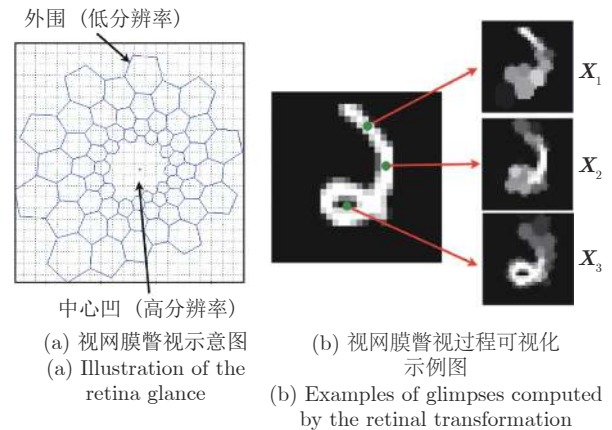 外围 (低分辨率)
中心凹 (高分辨率)
(a) 视网膜瞥视示意图
(a) Illustration of the
retina glance
X1
X2
X3
(b) 视网膜瞥视过程可视化
示例图
(b) Examples of glimpses computed
by the retinal transformation